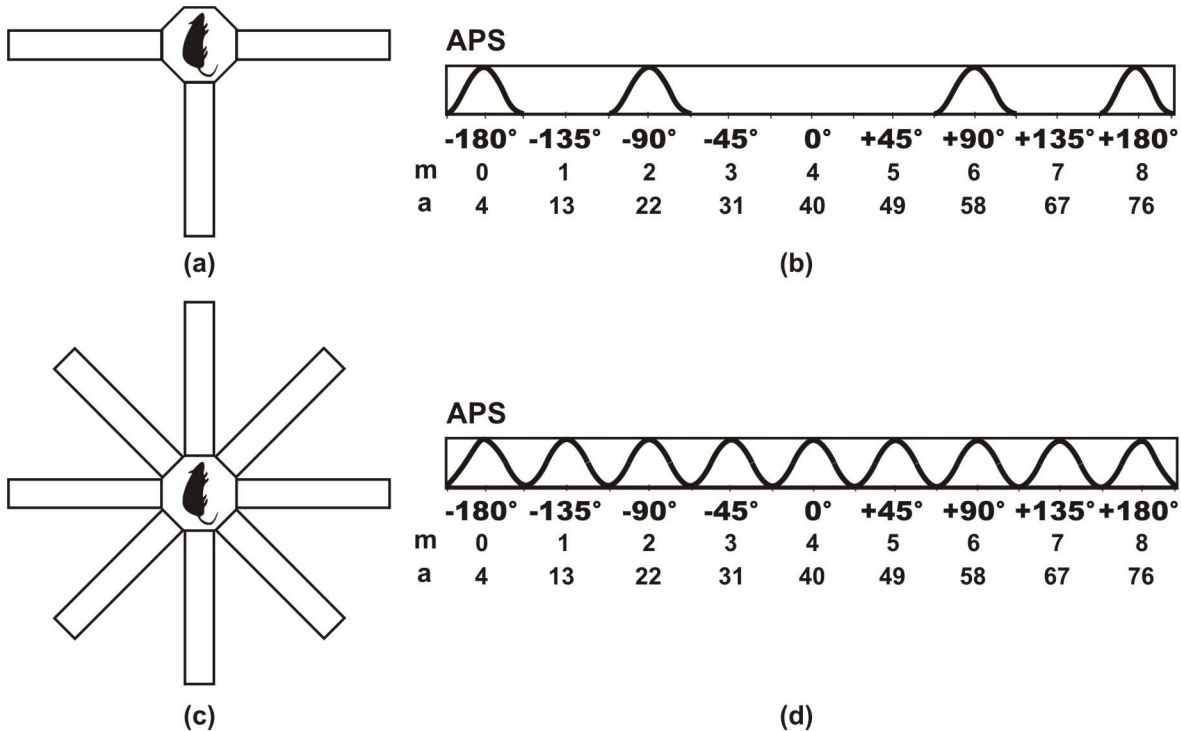 APS
-180° -135° -90° -45° 0° +45° +90° +135° +180°
m 0 1 2 3 4 5 6 7 8
a 4 13 22 31 40 49 58 67 76
(a)
(b)
APS
-180° -135° -90° -45° 0° +45° +90° +135° +180°
m 0 1 2 3 4 5 6 7 8
a 4 13 22 31 40 49 58 67 76
(c)
(d)